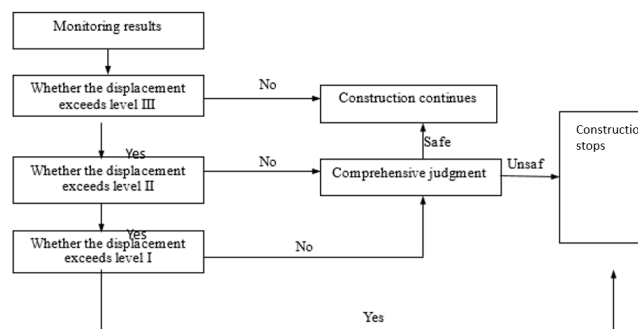 Monitoring results
Whether the displacement
exceeds level III
No
Construction continues
Yes
Safe
Constructio
stops
Whether the displacement
exceeds level II
No
Comprehensive judgment
Unsaf
Yes
Whether the displacement
exceeds level I
No
Yes